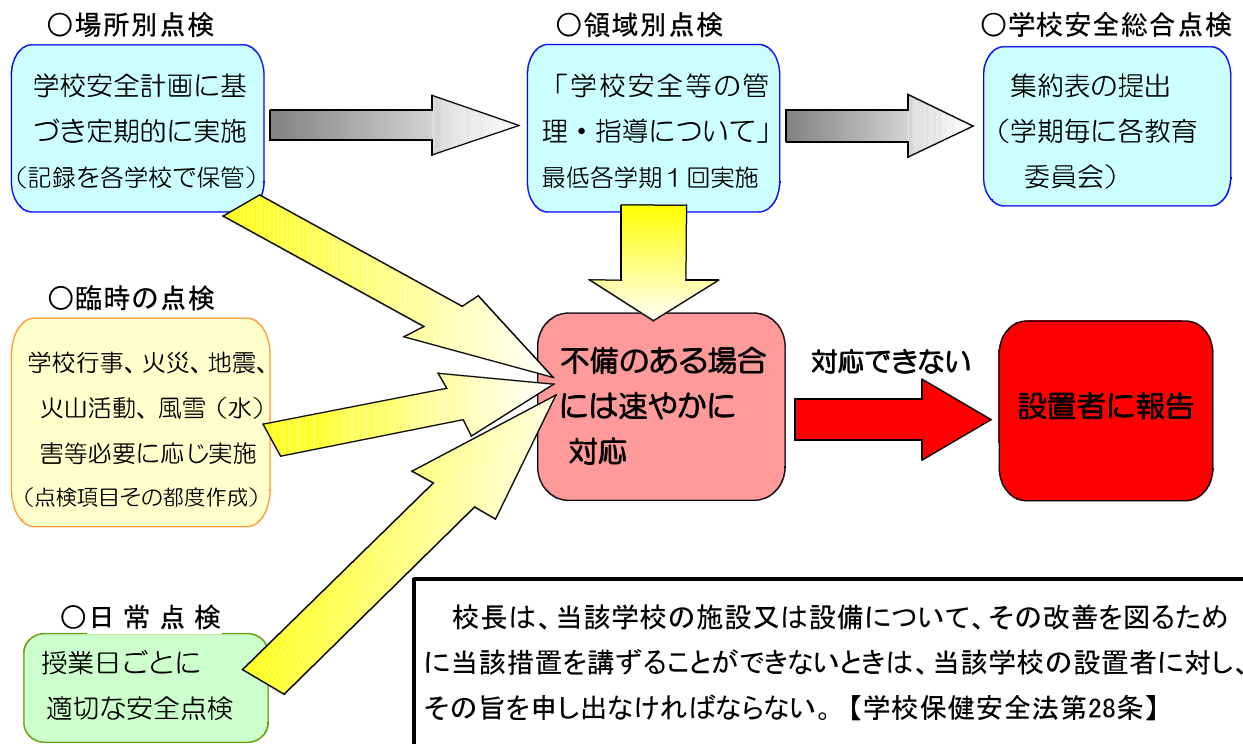 ○場所別点検
学校安全計画に基
づき定期的に実施
（記録を各学校で保管）
○領域別点検
「学校安全等の管
理・指導について」
最低各学期１回実施
○学校安全総合点検
集約表の提出
（学期毎に各教育
委員会）
○臨時の点検
学校行事、火災、地震、
火山活動、風雪（水）
害等必要に応じ実施
（点検項目その都度作成）
不備のある場合
には速やかに
対応
対応できない
設置者に報告
○日常点検
授業日ごとに
適切な安全点検
校長は、当該学校の施設又は設備について、その改善を図るため
に当該措置を講ずることができないときは、当該学校の設置者に対し、
その旨を申し出なければならない。【学校保健安全法第28条】